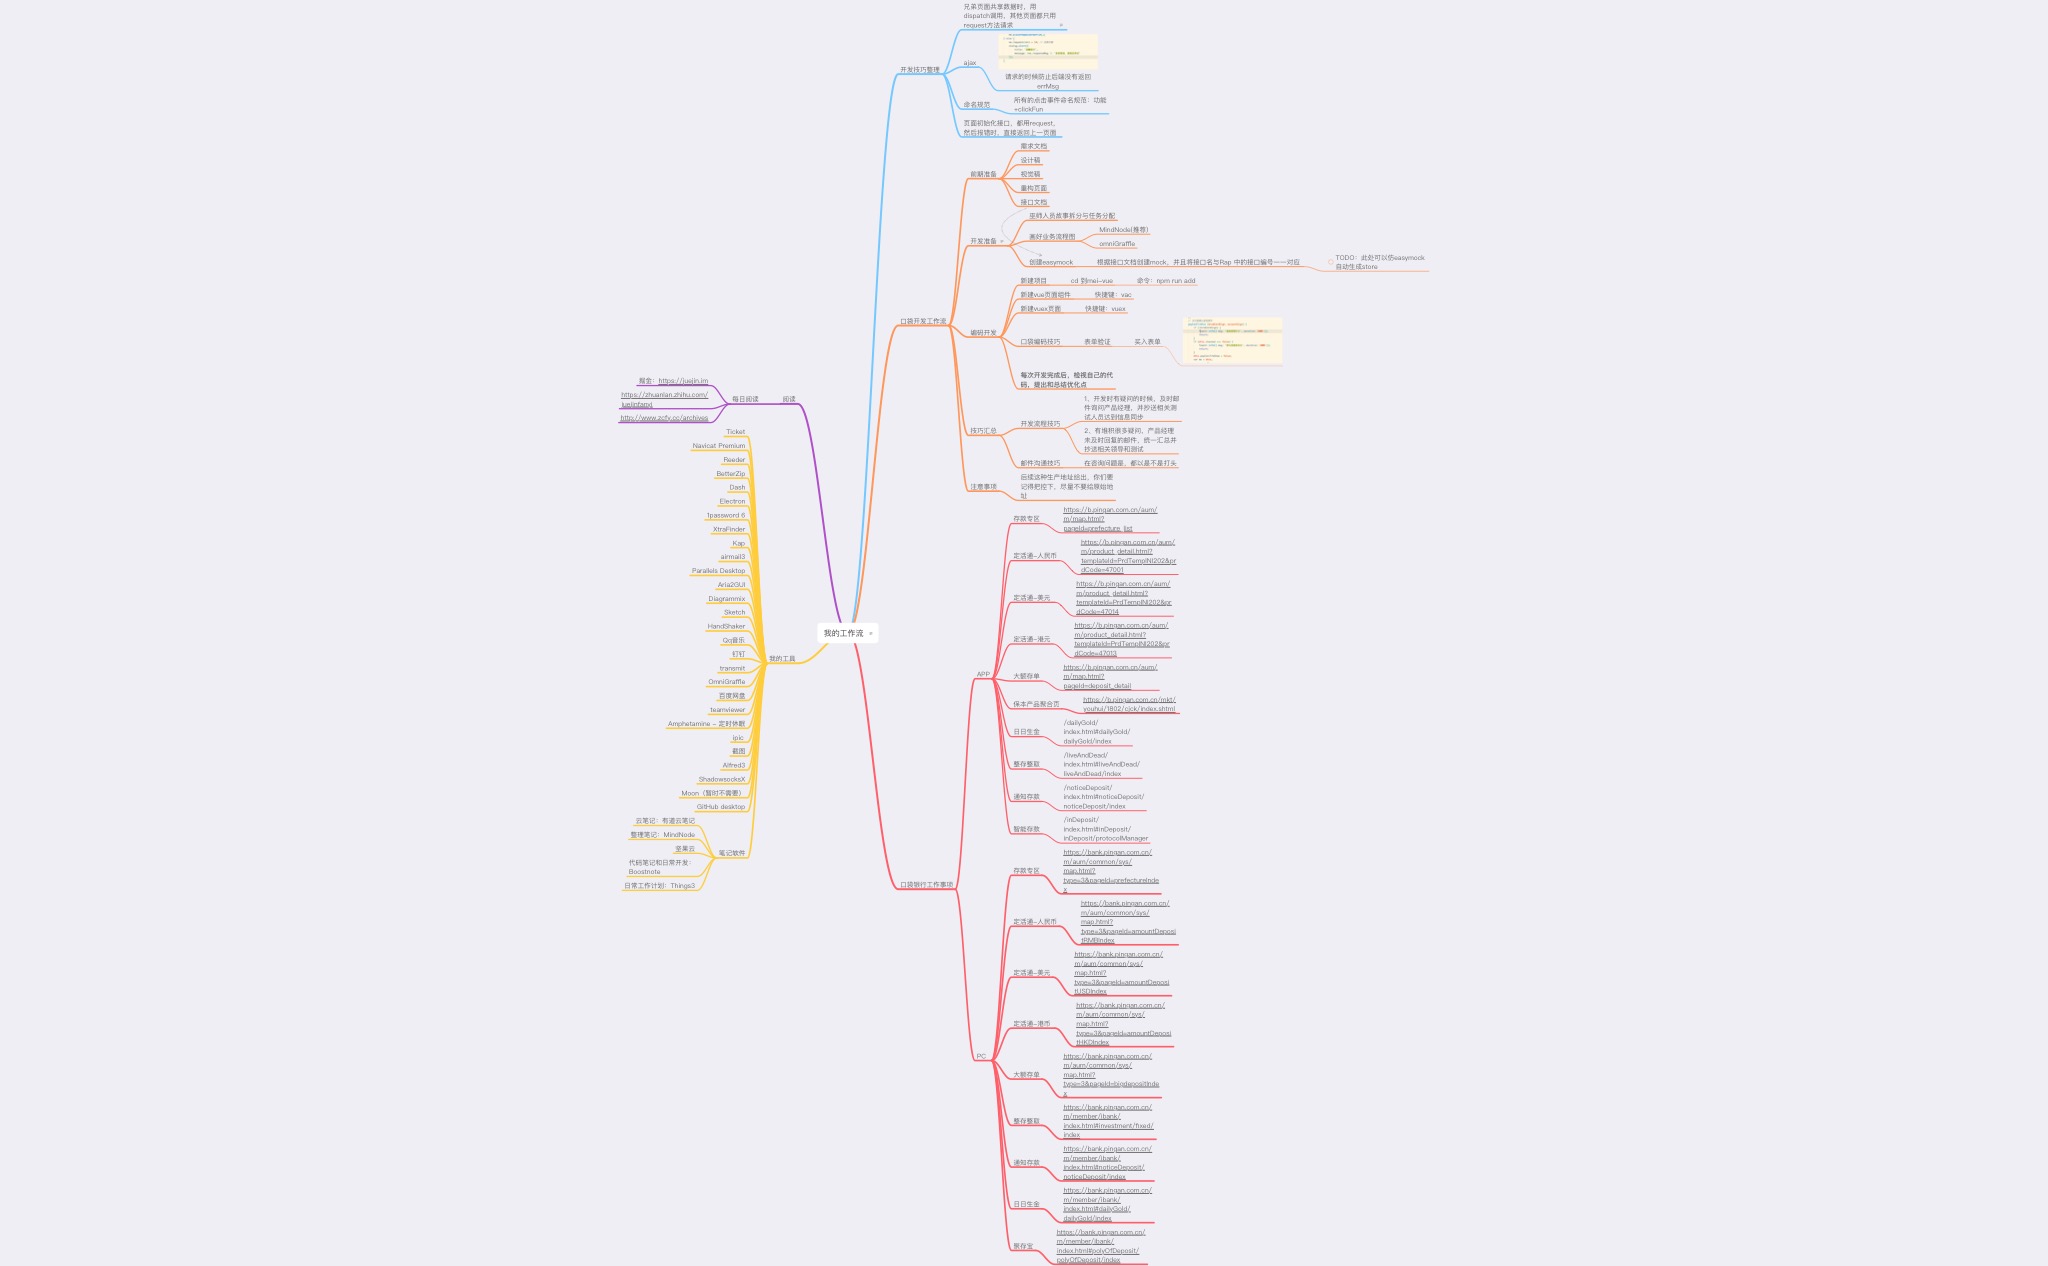 我的工作流
开发技巧整理
兄弟页面共享数据时，用
dispatch调用，其他页面都只用
request方法请求
ajax
请求的时候防止后端没有返回
errMsg
命名规范
所有的点击事件命名规范：功能
+clickFun
页面初始化接口，都用request，
然后报错时，直接返回上一页面
口袋开发工作流
前期准备
需求文档
设计稿
视觉稿
重构页面
接口文档
开发准备
巫师人员故事拆分与任务分配
画好业务流程图
MindNode(推荐)
omniGraffle
创建easymock
根据接口文档创建mock，并且将接口名与Rap 中的接口编号一一对应
TODO：此处可以仿easymock
自动生成store
编码开发
新建项目
cd 到mei-vue
命令：npm run add
新建vue页面组件
快捷键：vac
新建vuex页面
快捷键：vuex
口袋编码技巧
表单验证
买入表单
每次开发完成后，检视自己的代
码，提出和总结优化点
技巧汇总
开发流程技巧
1、开发时有疑问的时候，及时邮
件询问产品经理，并抄送相关测
试人员达到信息同步
2、有堆积很多疑问，产品经理
未及时回复的邮件，统一汇总并
抄送相关领导和测试
邮件沟通技巧
在咨询问题是，都以是不是打头
注意事项
后续这种生产地址给出，你们要
记得把控下，尽量不要给原始地
址
阅读
每日阅读
掘金：https://juejin.im
https://zhuanlan.zhihu.com/
juejinfanyi
http://www.zcfy.cc/archives
我的工具
Ticket
Navicat Premium
Reeder
BetterZip
Dash
Electron
1password 6
XtraFinder
Kap
airmail3
Parallels Desktop
Aria2GUI
Diagrammix
Sketch
HandShaker
Qq音乐
钉钉
transmit
OmniGraffle
百度网盘
teamviewer
Amphetamine - 定时休眠
ipic
截图
Alfred3
ShadowsocksX
Moon（暂时不需要）
GitHub desktop
笔记软件
云笔记：有道云笔记
整理笔记：MindNode
坚果云
代码笔记和日常开发：
Boostnote
日常工作计划：Things3
口袋银行工作事项
APP
存款专区
https://b.pingan.com.cn/aum/
m/map.html?
pageId=prefecture_list
定活通-人民币
https://b.pingan.com.cn/aum/
m/product_detail.html?
templateId=PrdTemplNI202&pr
dCode=47001
定活通-美元
https://b.pingan.com.cn/aum/
m/product_detail.html?
templateId=PrdTemplNI202&pr
dCode=47014
定活通-港元
https://b.pingan.com.cn/aum/
m/product_detail.html?
templateId=PrdTemplNI202&pr
dCode=47013
大额存单
https://b.pingan.com.cn/aum/
m/map.html?
pageId=deposit_detail
保本产品聚合页
https://b.pingan.com.cn/mkt/
youhui/1802/cjck/index.shtml
日日生金
/dailyGold/
index.html#dailyGold/
dailyGold/index
整存整取
/liveAndDead/
index.html#liveAndDead/
liveAndDead/index
通知存款
/noticeDeposit/
index.html#noticeDeposit/
noticeDeposit/index
智能存款
/inDeposit/
index.html#inDeposit/
inDeposit/protocolManager
PC
存款专区
https://bank.pingan.com.cn/
m/aum/common/sys/
map.html?
type=3&pageId=prefectureInde
x
定活通-人民币
https://bank.pingan.com.cn/
m/aum/common/sys/
map.html?
type=3&pageId=amountDeposi
tRMBIndex
定活通-美元
https://bank.pingan.com.cn/
m/aum/common/sys/
map.html?
type=3&pageId=amountDeposi
tUSDIndex
定活通-港币
https://bank.pingan.com.cn/
m/aum/common/sys/
map.html?
type=3&pageId=amountDeposi
tHKDIndex
大额存单
https://bank.pingan.com.cn/
m/aum/common/sys/
map.html?
type=3&pageId=bigdepositInde
x
整存整取
https://bank.pingan.com.cn/
m/member/ibank/
index.html#investment/fixed/
index
通知存款
https://bank.pingan.com.cn/
m/member/ibank/
index.html#noticeDeposit/
noticeDeposit/index
日日生金
https://bank.pingan.com.cn/
m/member/ibank/
index.html#dailyGold/
dailyGold/index
聚存宝
https://bank.pingan.com.cn/
m/member/ibank/
index.html#polyOfDeposit/
polyOfDeposit/index